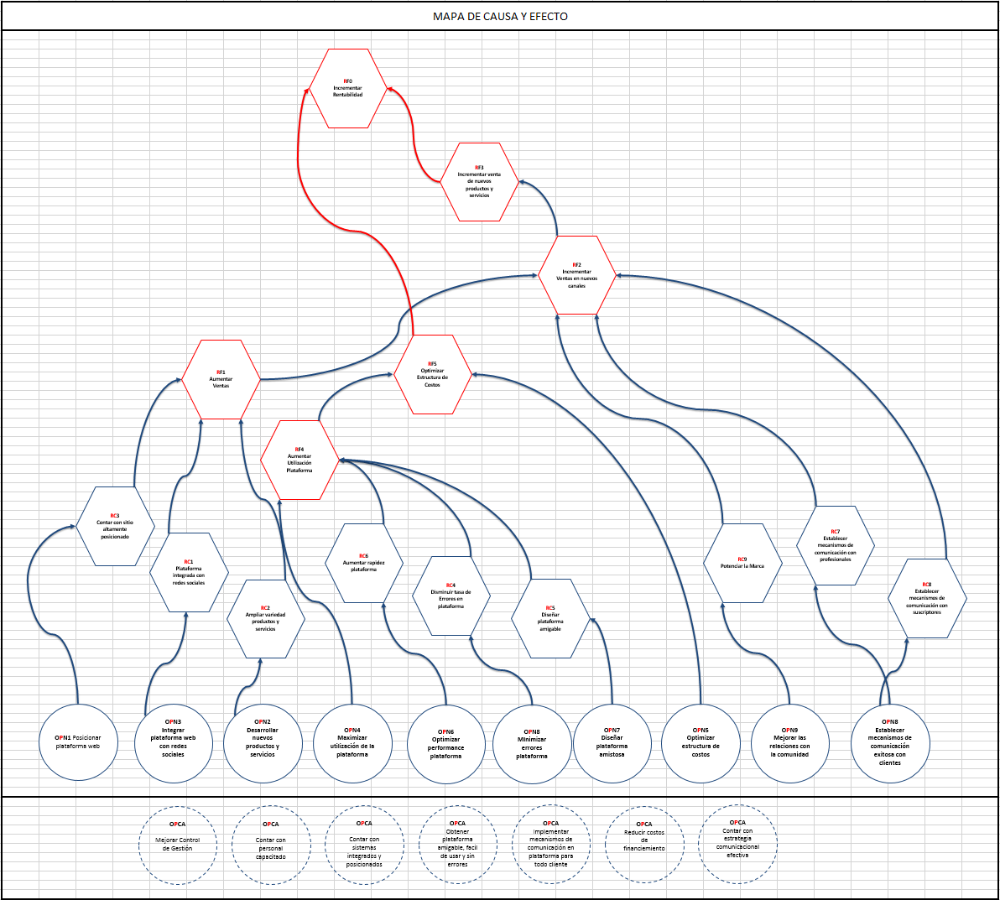 MAPA DE CAUSA Y EFECTO
RF0
Incrementar
Rentabilidad
RF3
Incrementar venta
de nuevos
productos y
servicios
RF2
Incrementar
Ventas en nuevos
canales
RF1
Aumentar
Ventas
RF5
Optimizar
Estructura de
Costos
RF4
Aumentar
Utilización
Plataforma
RC3
Contar con sitio
altamente
posicionado
RC1
Plataforma
integrada con
redes sociales
RC2
Ampliar variedad
productos y
servicios
RC6
Aumentar rapidez
plataforma
RC4
Disminuir tasa de
Errores en
plataforma
RC5
Diseñar
plataforma
amigable
RC9
Potenciar la Marca
RC7
Establecer
mecanismos de
comunicación con
profesionales
RC8
Establecer
mecanismos de
comunicación con
suscriptores
OPN1 Posicionar
plataforma web
OPN3
Integrar
plataforma web
con redes
sociales
OPN2
Desarrollar
nuevos
productos y
servicios
OPN4
Maximizar
utilización de la
plataforma
OPN6
Optimizar
performance
plataforma
OPN8
MInimizar
errores
plataforma
OPN7
Diseñar
plataforma
amistosa
OPN5
Optimizar
estructura de
costos
OPN9
Mejorar las
relaciones con
la comunidad
OPN8
Establecer
mecanismos de
comunicación
exitosa con
clientes
OPCA
Mejorar Control
de Gestión
OPCA
Contar con
personal
capacitado
OPCA
Contar con
sistemas
integrados y
posicionados
OPCA
Obtener
plataforma
amigable, facil
de usar y sin
errores
OPCA
Implementar
mecanismos de
comunicación en
plataforma para
todo cliente
OPCA
Reducir costos
de
financiemiento
OPCA
Contar con
estrategia
comunicacional
efectiva